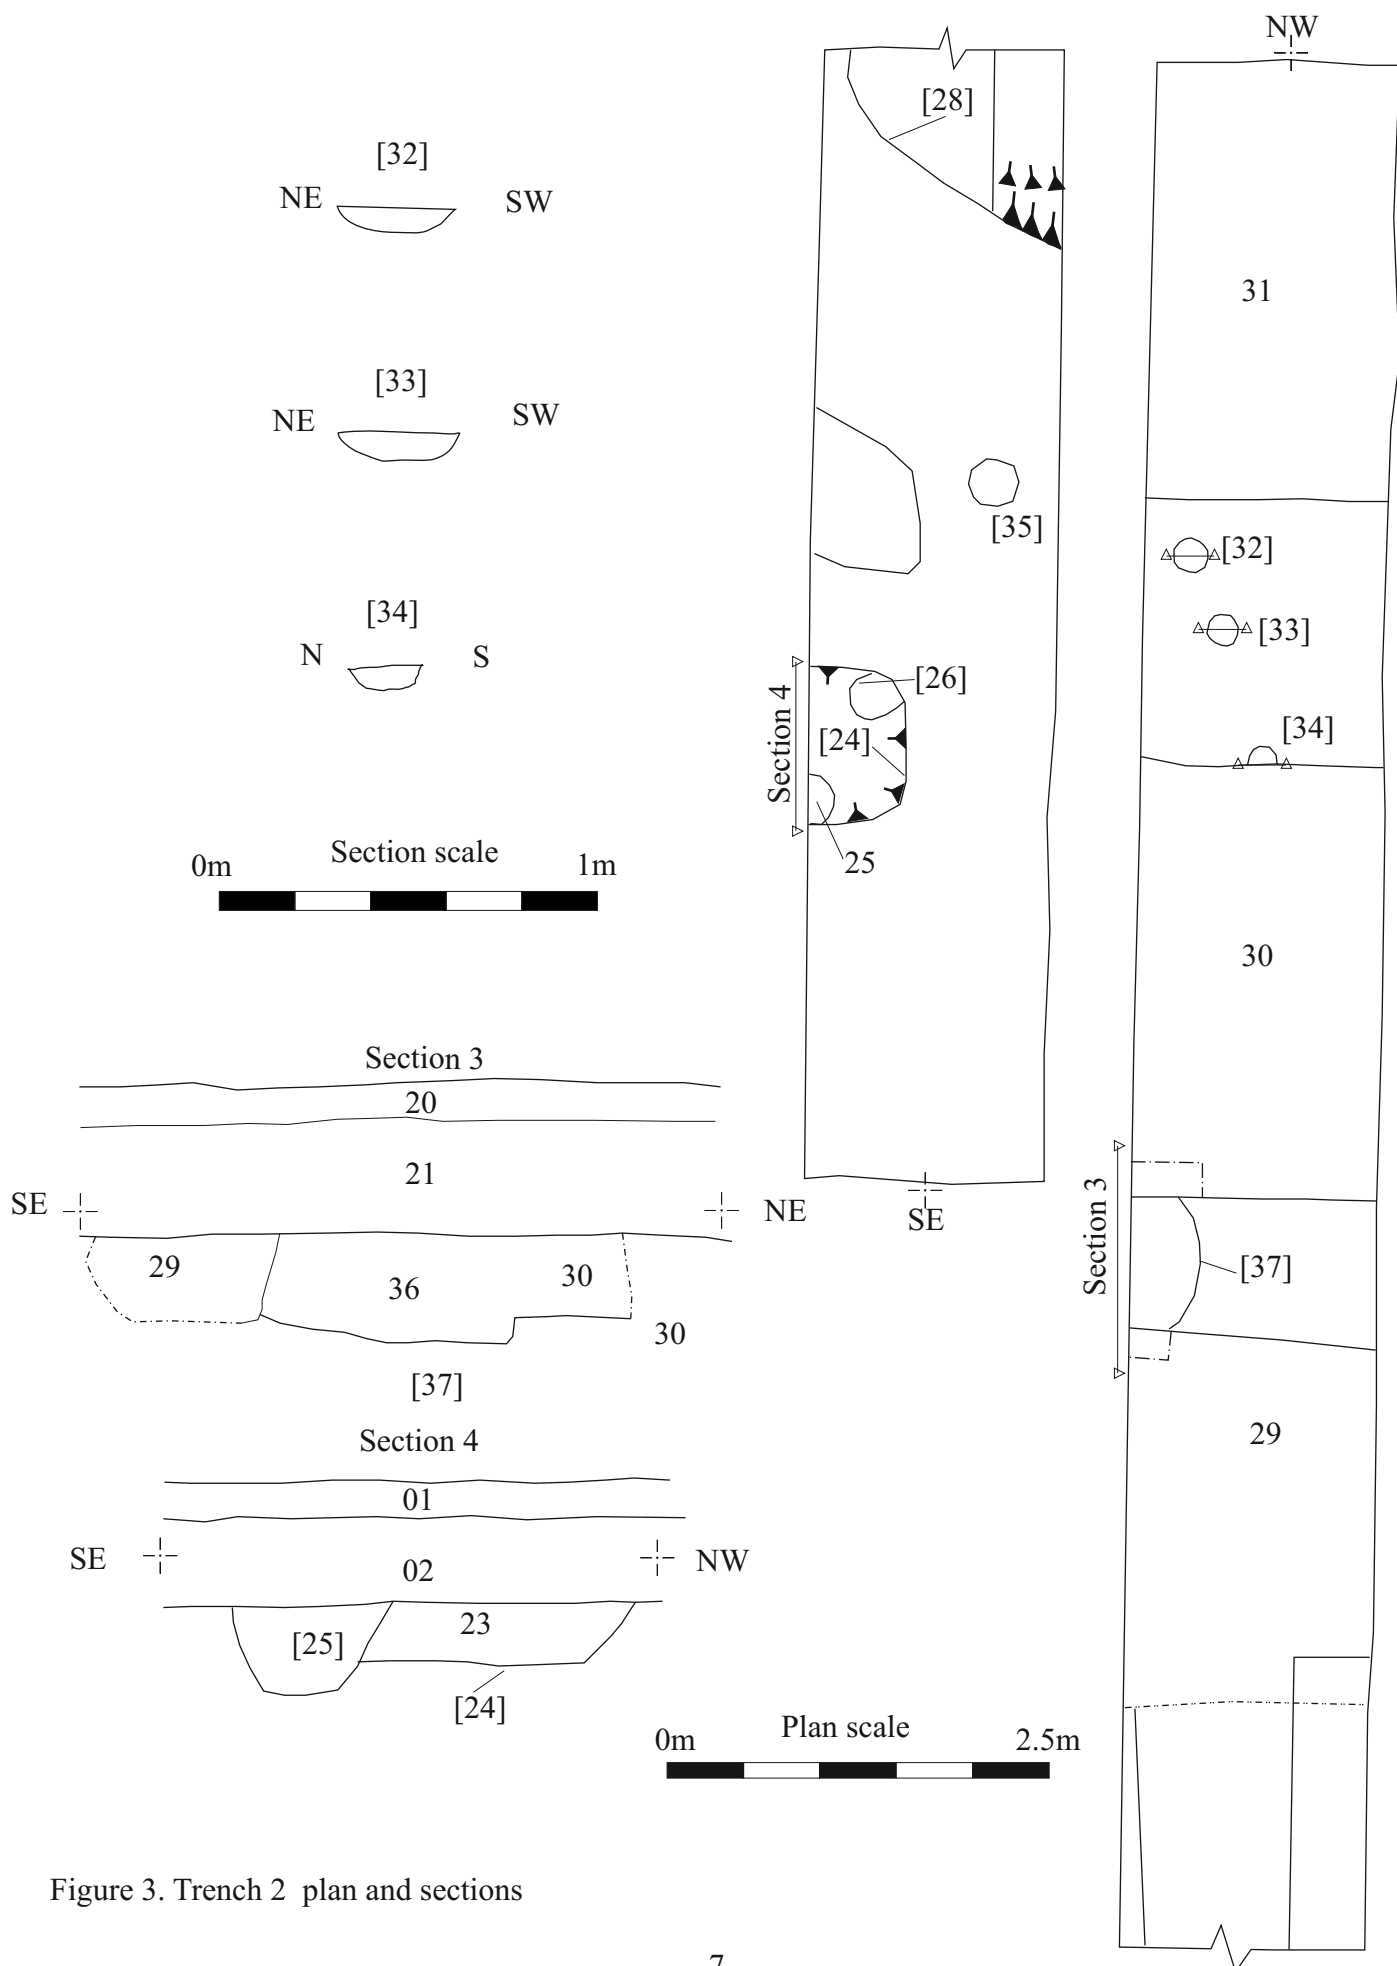 [32]
NE SW
[33]
NE SW
[34]
N S
0m Section scale 1m
Section 3
20
21
SE NE
29 36 30
30
[37]
Section 4
01
SE NW
02
[25] 23
[24]
[28]
[35]
Section 4
[26]
[24]
25
SE
NW
31
[32]
[33]
[34]
30
Section 3
[37]
29
0m Plan scale 2.5m
Figure 3. Trench 2 plan and sections
7